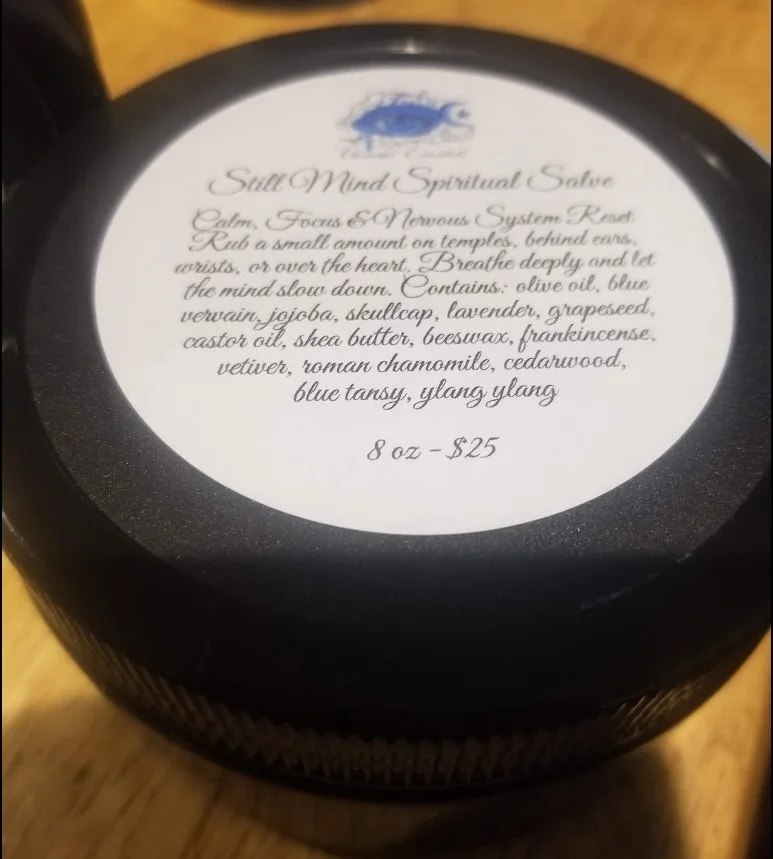 Still Mind Spiritual Salve
Calm, Focus & Nervous System Reset
Rub a small amount on temples, behind ears,
wrists, or over the heart. Breathe deeply and let
the mind slow down. Contains: olive oil, blue
vervain, jojoba, skullcap, lavender, grapeseed,
castor oil, shea butter, beeswax, frankincense,
vetiver, roman chamomile, cedarwood,
blue tansy, ylang ylang
8 oz - $25